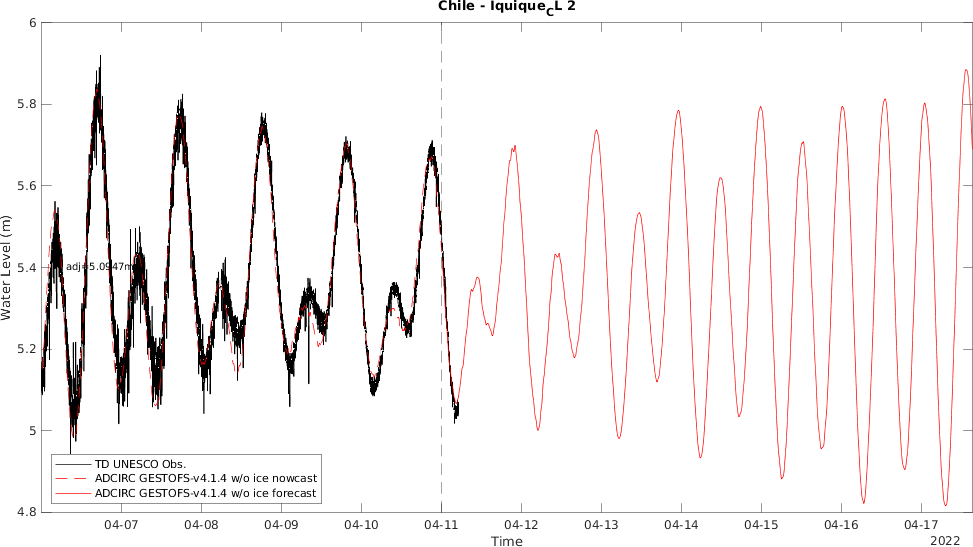 Chile - IquiqueCL 2
6
5.8
5.6
5.4
5.2
5
4.8
Water Level (m)
adj=5.0947m
TD UNESCO Obs.
ADCIRC GESTOFS-v4.1.4 w/o ice nowcast
ADCIRC GESTOFS-v4.1.4 w/o ice forecast
04-07 04-08 04-09 04-10 04-11 04-12 04-13 04-14 04-15 04-16 04-17
Time
2022